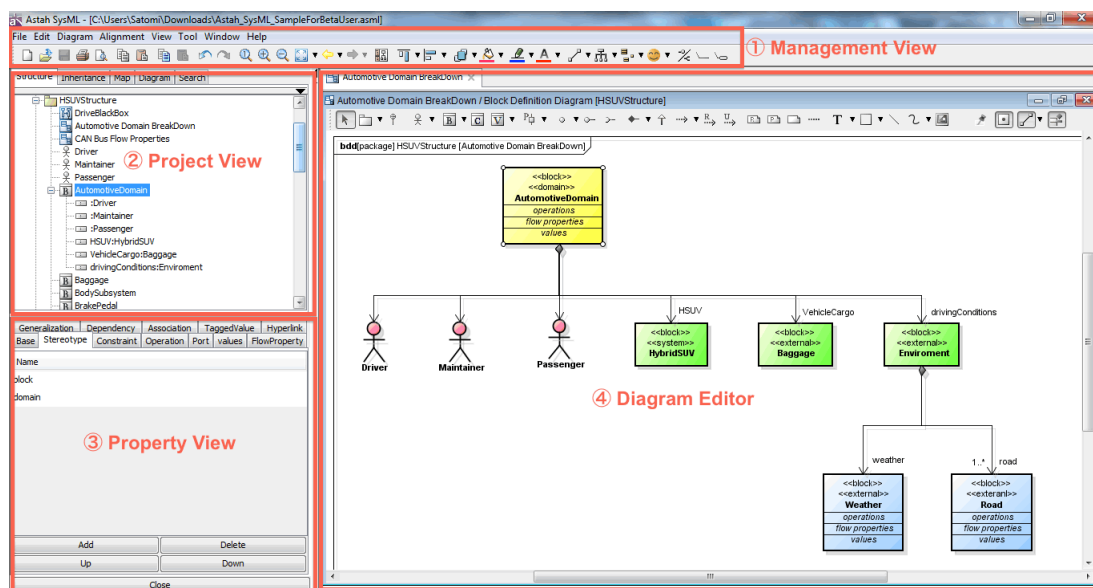 Astah SysML - [C:\Users\Satomi\Downloads\Astah_SysML_SampleForBetaUser.asml]
File Edit Diagram Alignment View Tool Window Help
① Management View
Structure Inheritance Map Diagram Search
HSUVStructure
DriveBlackBox
Automotive Domain BreakDown
CAN Bus Flow Properties
Driver
Maintainer
Passenger
AutomotiveDomain
:Driver
:Maintainer
:Passenger
HSUV:HybridSUV
VehicleCargo:Baggage
drivingConditions:Enviroment
Baggage
BodySubsystem
BrakePedal
② Project View
Generalization Dependency Association TaggedValue Hyperlink
Base Stereotype Constraint Operation Port values FlowProperty
Name
block
domain
③ Property View
Add Delete
Up Down
Close
Automotive Domain BreakDown
Automotive Domain BreakDown / Block Definition Diagram [HSUVStructure]
bdd[package] HSUVStructure [Automotive Domain BreakDown]
<<block>>
<<domain>>
AutomotiveDomain
operations
flow properties
values
HSUV VehicleCargo drivingConditions
Driver
Maintainer
Passenger
<<block>>
<<system>>
HybridSUV
<<block>>
<<external>>
Baggage
<<block>>
<<external>>
Enviroment
④ Diagram Editor
weather 1..* road
<<block>>
<<external>>
Weather
operations
flow properties
values
<<block>>
<<exteranl>>
Road
operations
flow properties
values